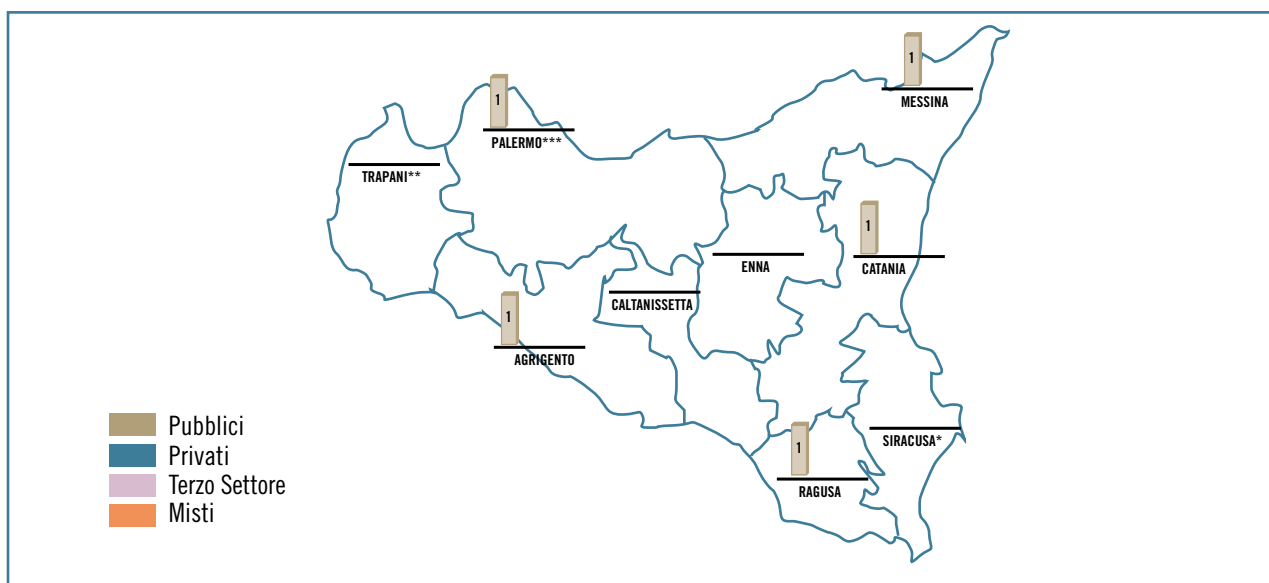 1
MESSINA
1
PALERMO***
TRAPANI**
1
CATANIA
ENNA
CALTANISSETTA
1
AGRIGENTO
1
RAGUSA
SIRACUSA*
Pubblici
Privati
Terzo Settore
Misti